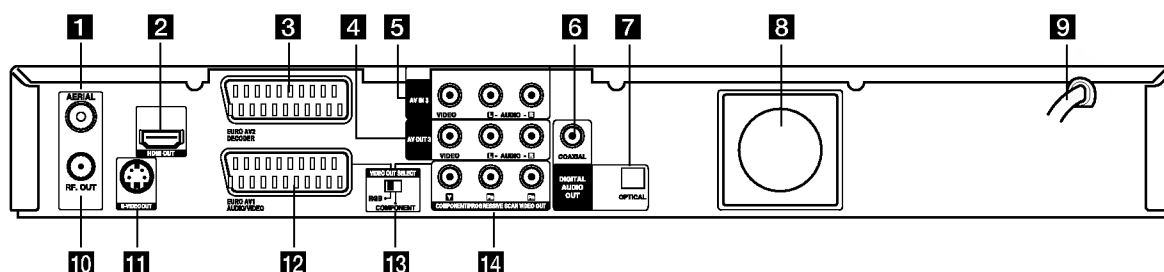 1
2
3
4
5
6
7
8
9
AERIAL
RF. OUT
HDMI OUT
S-VIDEO OUT
EURO AV2
DECODER
EURO AV1
AUDIO/VIDEO
AV IN 3
VIDEO
L - AUDIO - R
AV OUT 3
VIDEO
L - AUDIO - R
COAXIAL
DIGITAL
AUDIO
OUT
OPTICAL
VIDEO OUT SELECT
RGB
COMPONENT
Y
COMPONENT/PROGRESSIVE SCAN VIDEO OUT
10
11
12
13
14